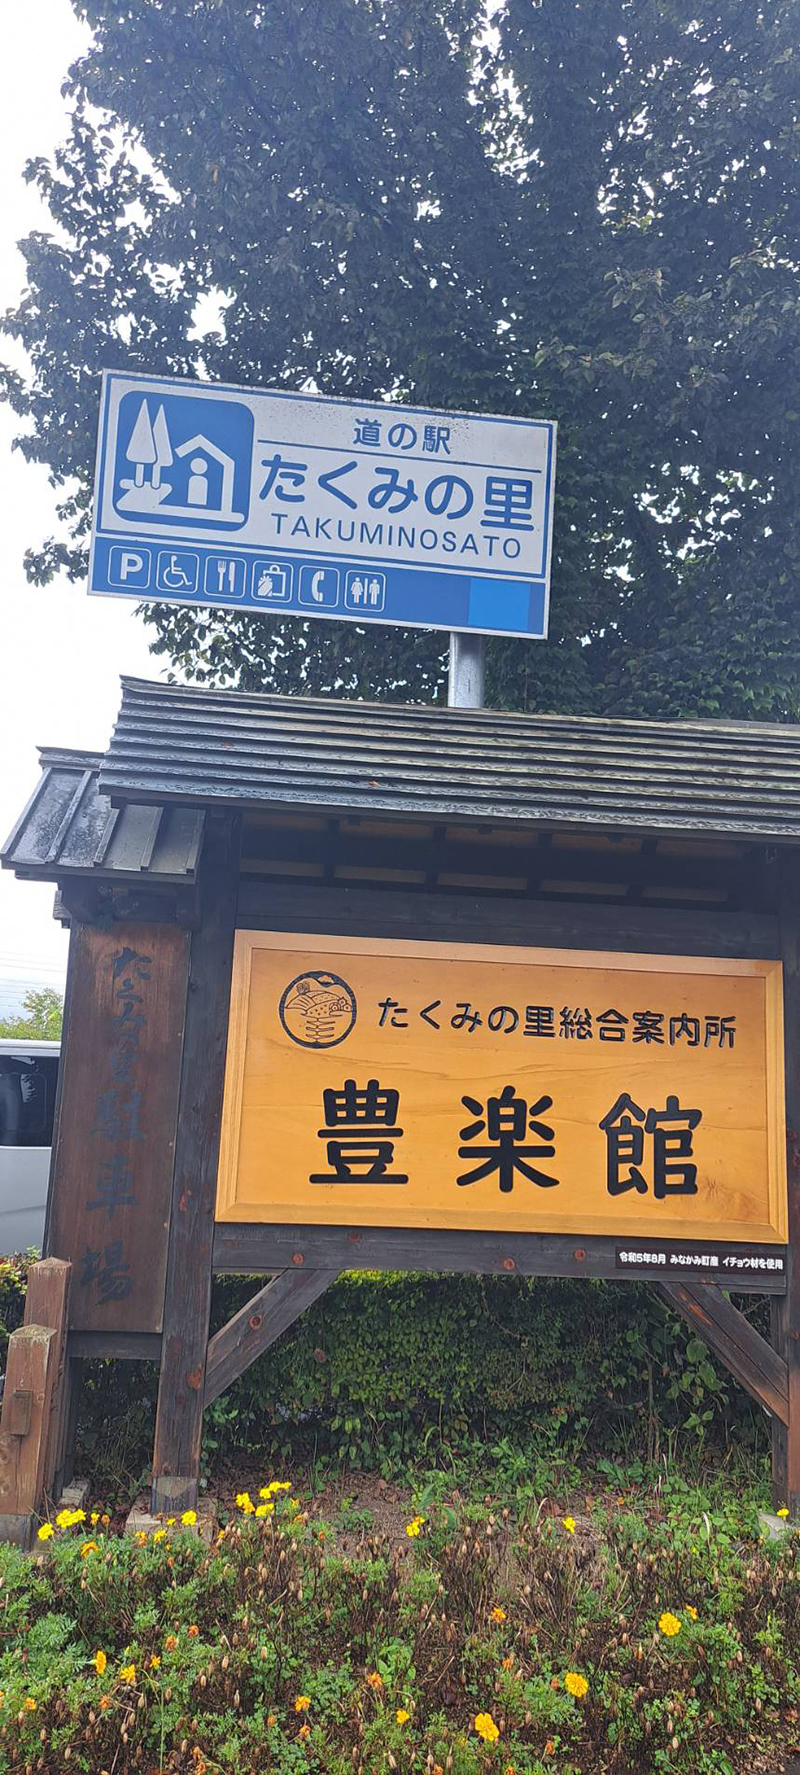 道の駅
たくみの里
TAKUMINOSATO
P
たくみの里総合案内所
豊楽館
令和5年8月 みなかみ町産 イチョウ材を使用
たくみの里駐車場